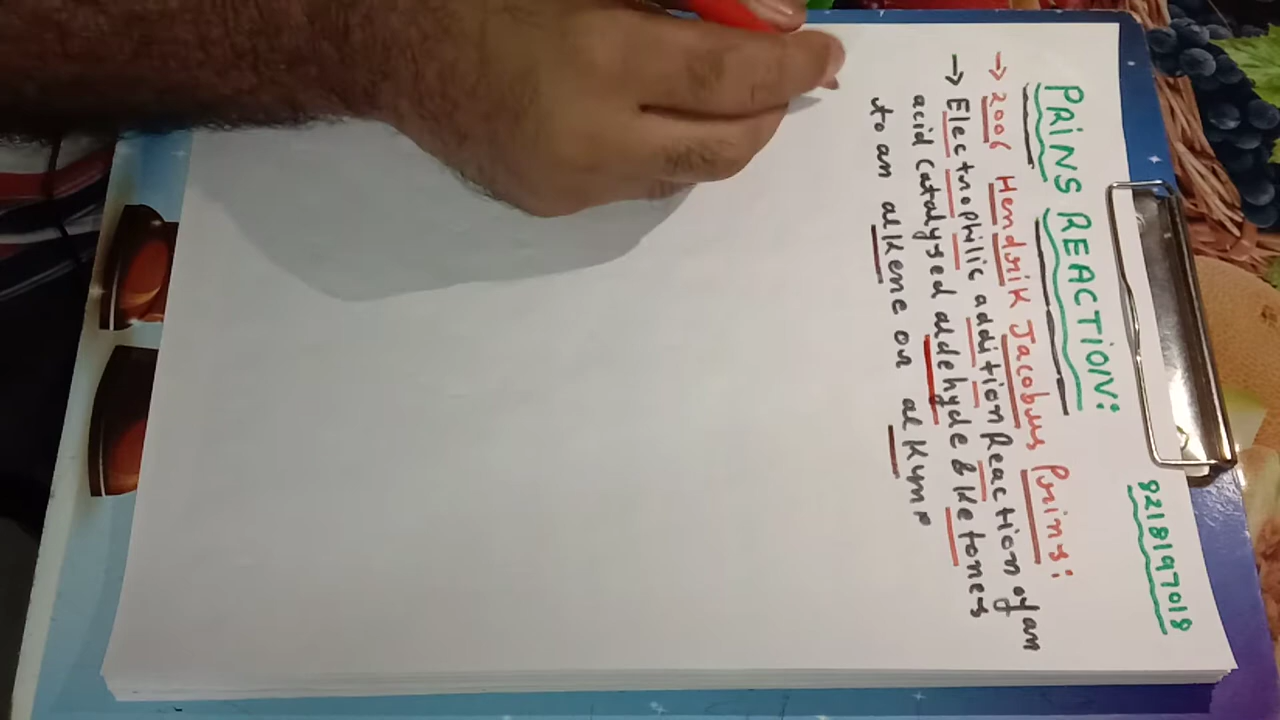 9218197018
PRINS REACTION:
→ 2006 Hendrik Jacobus Prins:
→ Electrophilic addition Reaction of an
acid catalysed aldehyde & Ketones
to an alkene or alkyne